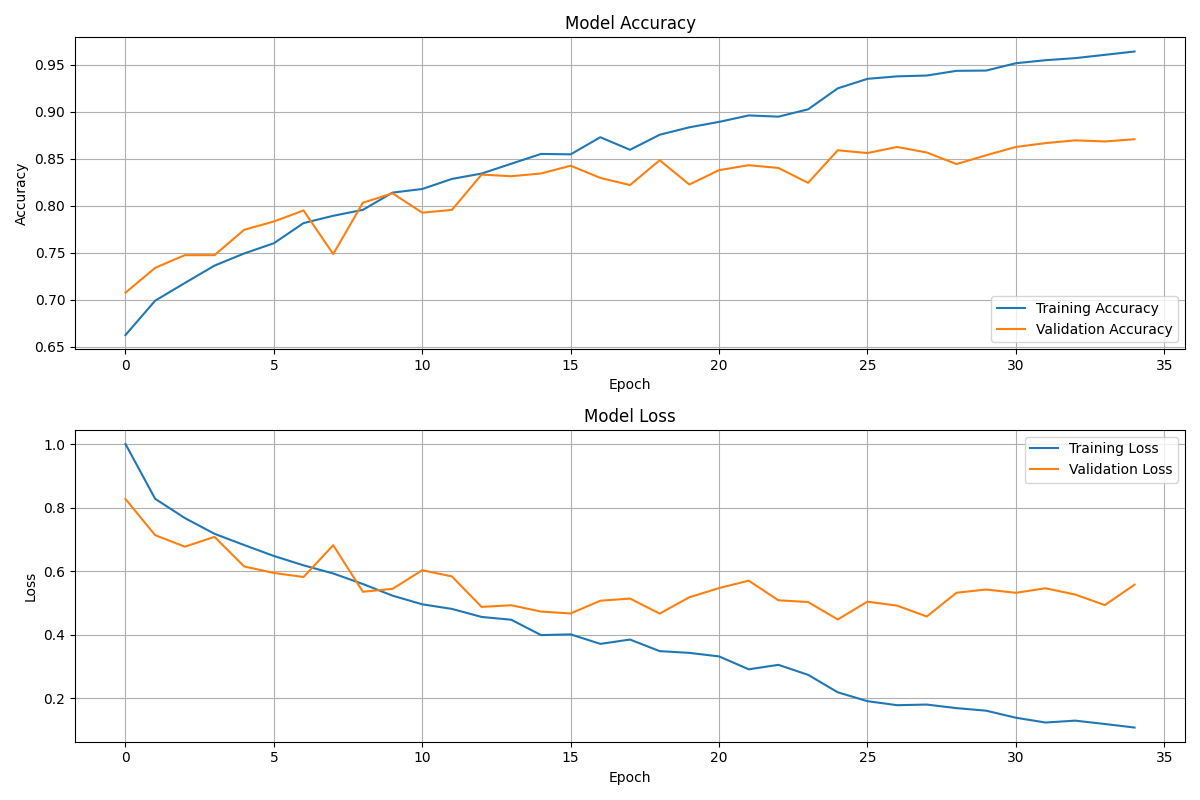 Model Accuracy
Accuracy
0.95
0.90
0.85
0.80
0.75
0.70
0.65
Training Accuracy
Validation Accuracy
0 5 10 15 20 25 30 35
Epoch
Model Loss
Loss
1.0
0.8
0.6
0.4
0.2
Training Loss
Validation Loss
0 5 10 15 20 25 30 35
Epoch